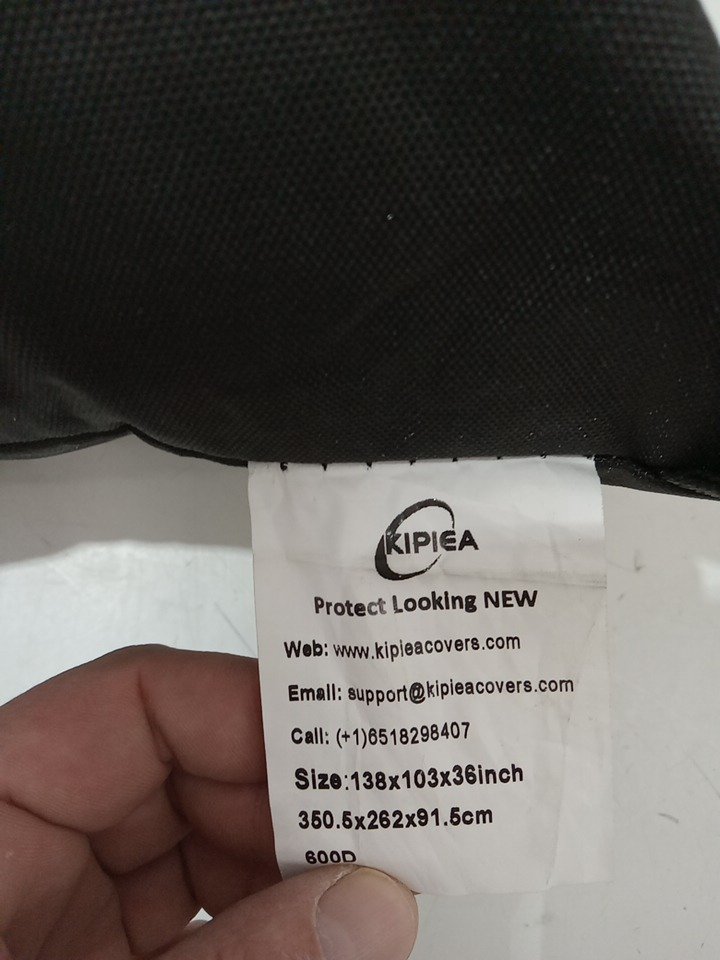 KIPIEA
Protect Looking NEW
Web: www.kipieacovers.com
Email: support@kipieacovers.com
Call: (+1)6518298407
Size:138x103x36inch
350.5x262x91.5cm
600D